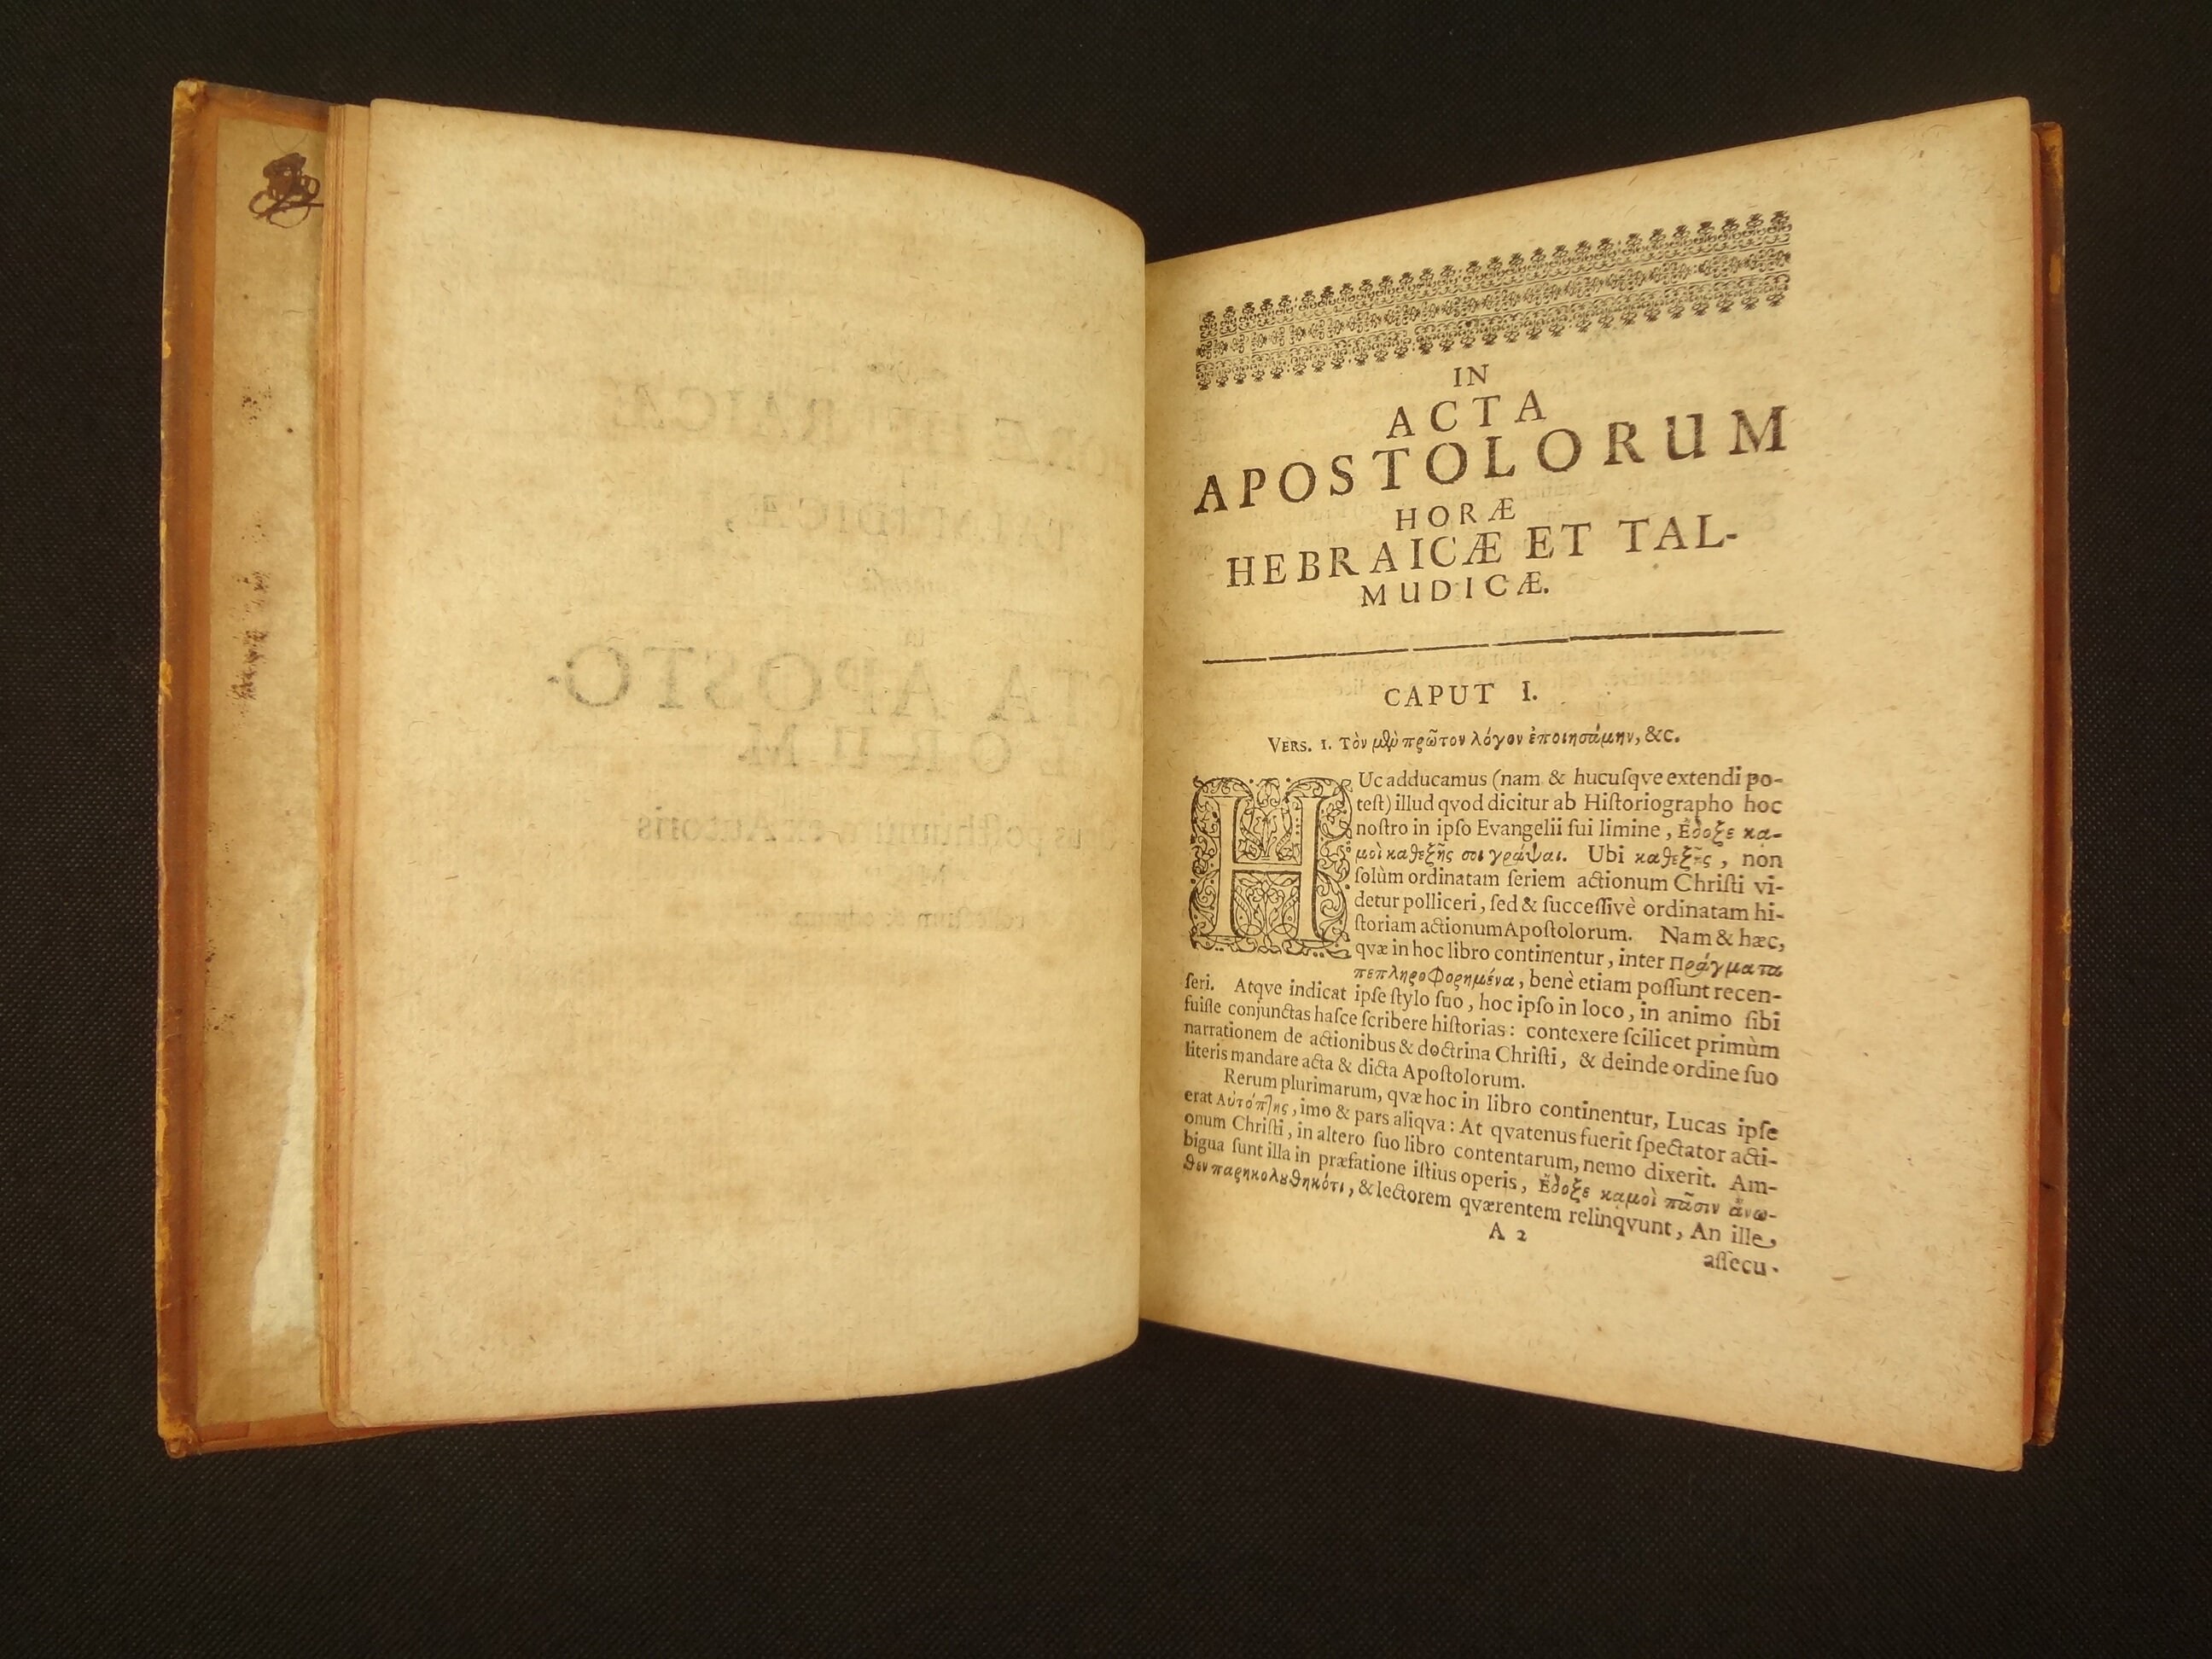 IN
ACTA
APOSTOLORUM
HORÆ
HEBRAICÆ ET TAL-
MUDICÆ.
CAPUT I.
VERS. 1. Τὸν μὲν πρῶτον λόγον ἐποιησάμην, &c.
HUc adducamus (nam & hucuſqve extendi po-
teſt) illud qvod dicitur ab Hiſtoriographo hoc
noſtro in ipſo Evangelii ſui limine, Ἔδοξε κα-
μοὶ καθεξῆς σοι γράψαι. Ubi καθεξῆς, non
ſolùm ordinatam ſeriem actionum Chriſti vi-
detur polliceri, ſed & ſucceſſivè ordinatam hi-
ſtoriam actionum Apoſtolorum. Nam & hæc,
qvæ in hoc libro continentur, inter Πράγματα
πεπληροφορημένα, benè etiam poſſunt recen-
ſeri. Atqve indicat ipſe ſtylo ſuo, hoc ipſo in loco, in animo ſibi
fuiſſe conjunctas haſce ſcribere hiſtorias: contexere ſcilicet primùm
narrationem de actionibus & doctrina Chriſti, & deinde ordine ſuo
literis mandare acta & dicta Apoſtolorum.
Rerum plurimarum, qvæ hoc in libro continentur, Lucas ipſe
erat Αὐτόπτης, imo & pars aliqva: At qvatenus fuerit ſpectator acti-
onum Chriſti, in altero ſuo libro contentarum, nemo dixerit. Am-
bigua ſunt illa in præfatione iſtius operis, Ἔδοξε καμοὶ πᾶσιν ἄνω-
θεν παρηκολουθηκότι, & lectorem qværentem relinqvunt, An ille,
A 2
aſſecu-